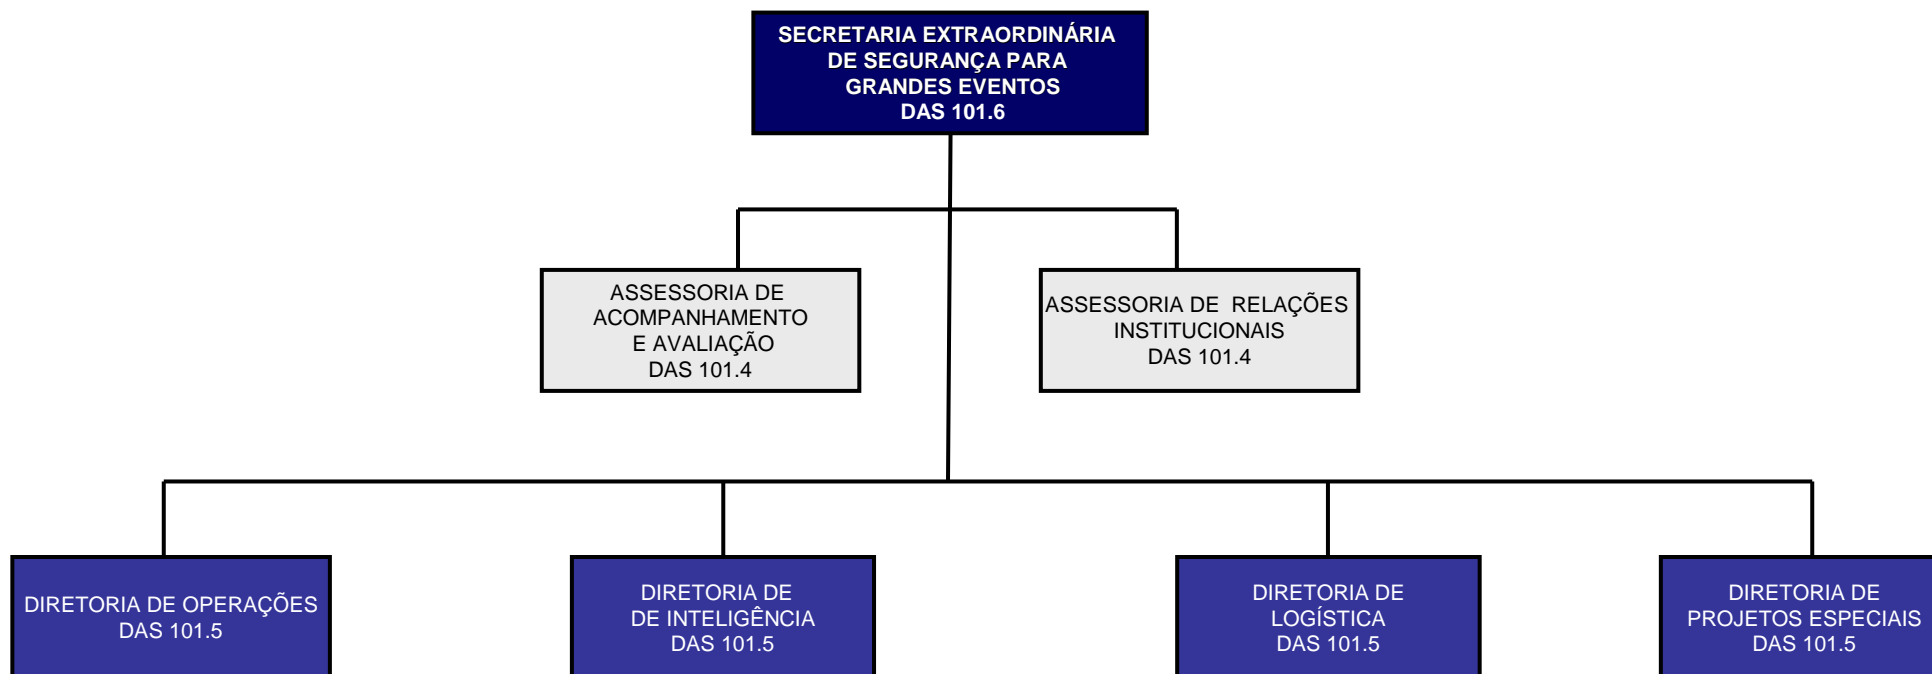 SECRETARIA EXTRAORDINÁRIA
DE SEGURANÇA PARA
GRANDES EVENTOS
DAS 101.6
ASSESSORIA DE
ACOMPANHAMENTO
E AVALIAÇÃO
DAS 101.4
ASSESSORIA DE RELAÇÕES
INSTITUCIONAIS
DAS 101.4
DIRETORIA DE OPERAÇÕES
DAS 101.5
DIRETORIA DE
DE INTELIGÊNCIA
DAS 101.5
DIRETORIA DE
LOGÍSTICA
DAS 101.5
DIRETORIA DE
PROJETOS ESPECIAIS
DAS 101.5